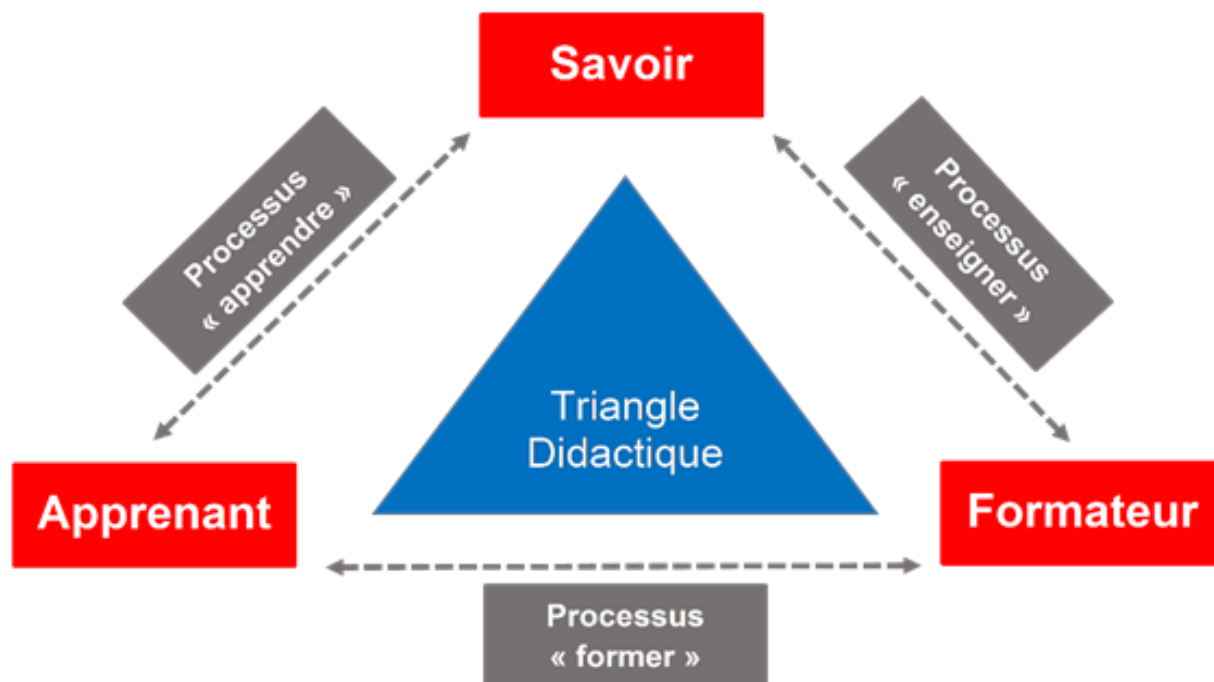 Savoir
Processus
« apprendre »
Processus
« enseigner »
Triangle
Didactique
Apprenant
Formateur
Processus
« former »